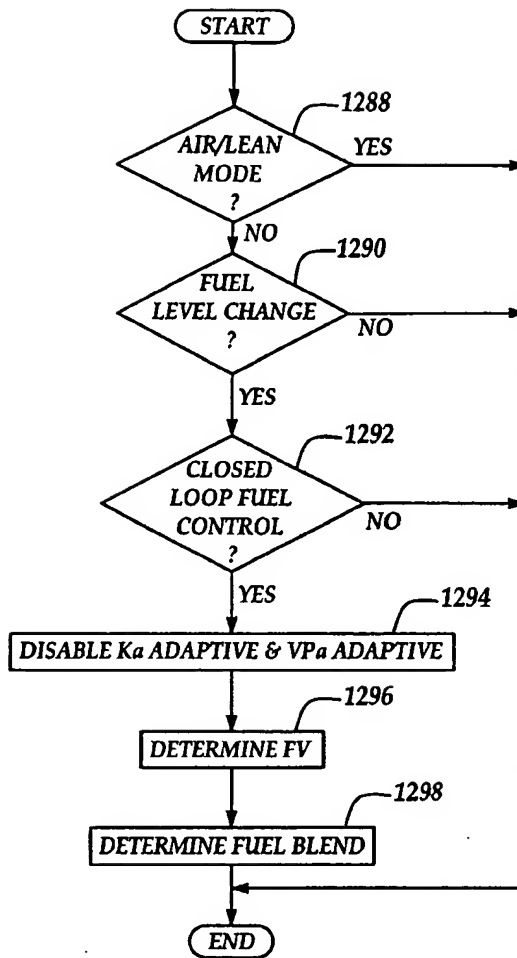 START
1288
AIR/LEAN
MODE
?
YES
NO
1290
FUEL
LEVEL CHANGE
?
NO
YES
1292
CLOSED
LOOP FUEL
CONTROL
?
NO
YES
1294
DISABLE Ka ADAPTIVE & VPa ADAPTIVE
1296
DETERMINE FV
1298
DETERMINE FUEL BLEND
END